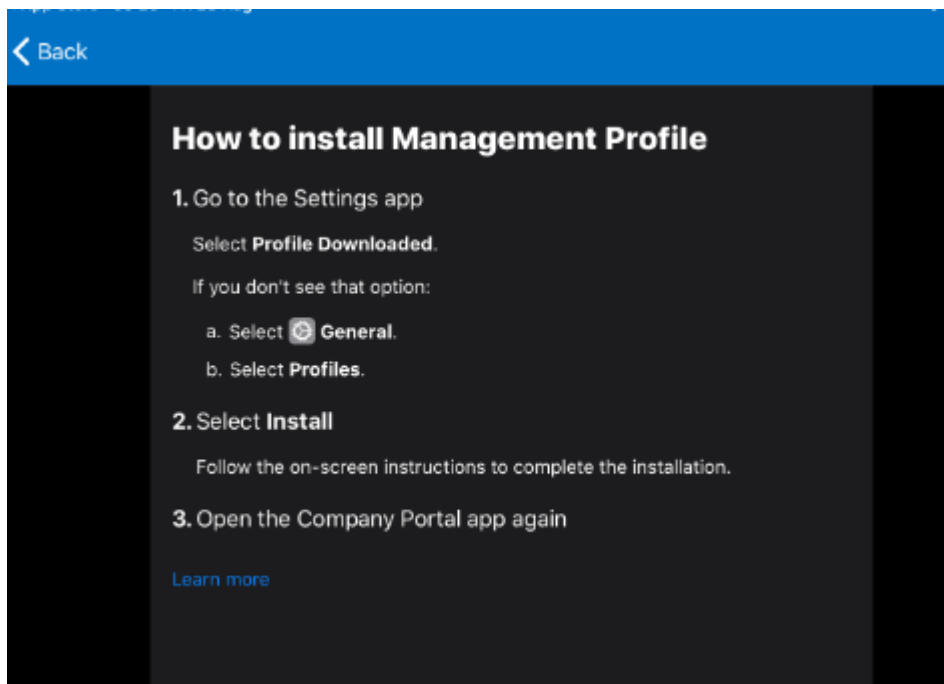 Back
How to install Management Profile
1. Go to the Settings app
Select Profile Downloaded.
If you don't see that option:
a. Select General.
b. Select Profiles.
2. Select Install
Follow the on-screen instructions to complete the installation.
3. Open the Company Portal app again
Learn more